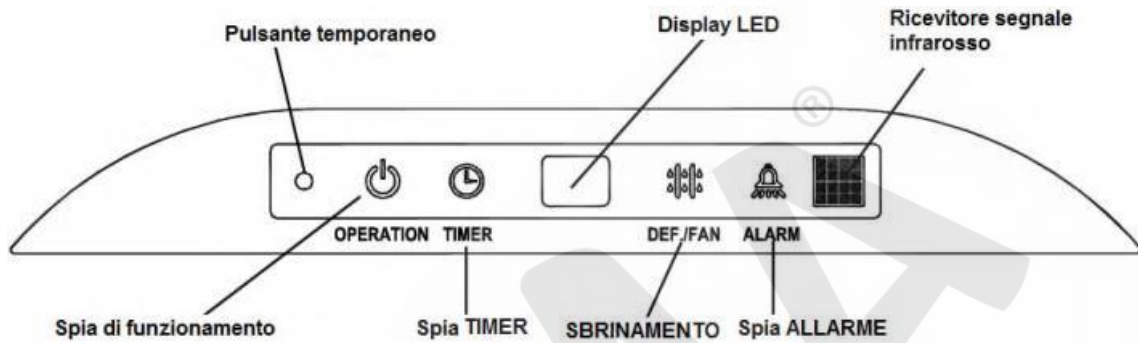 Pulsante temporaneo
Display LED
Ricevitore segnale
infrarosso
®
OPERATION TIMER DEF./FAN ALARM
Spia di funzionamento
Spia TIMER
SBRINAMENTO
Spia ALLARME